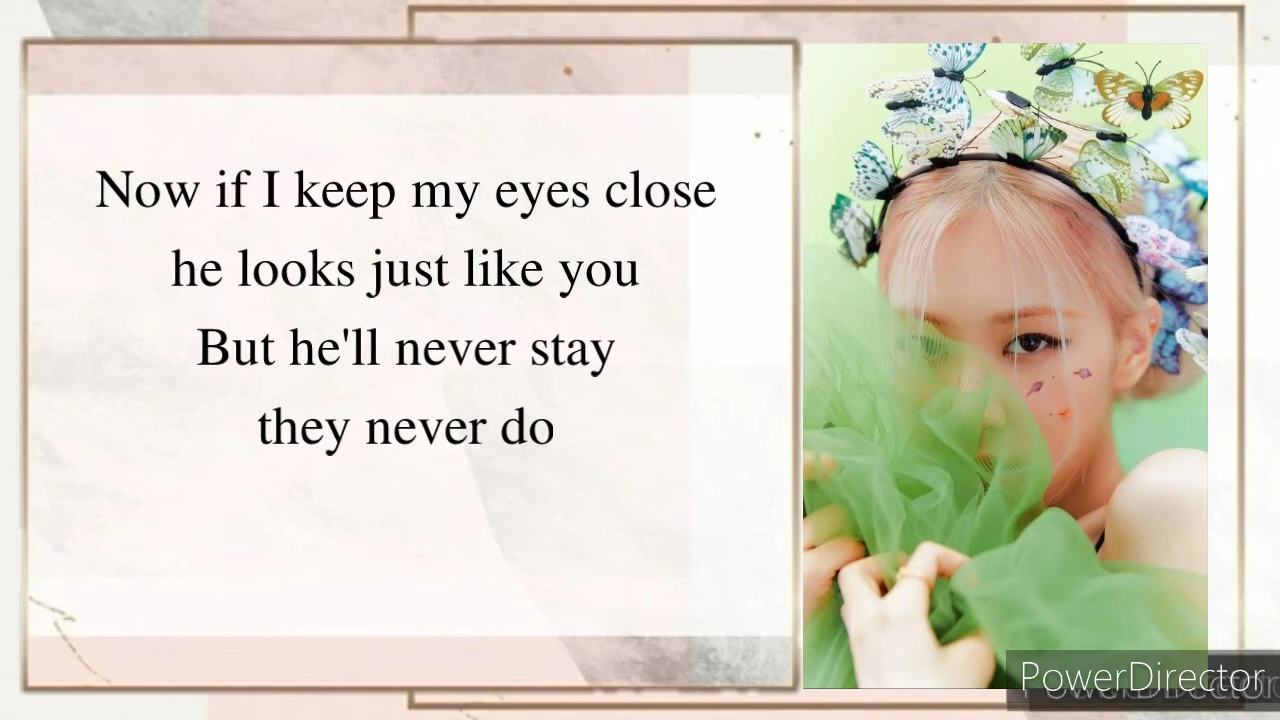 Now if I keep my eyes close
he looks just like you
But he'll never stay
they never do
PowerDirector